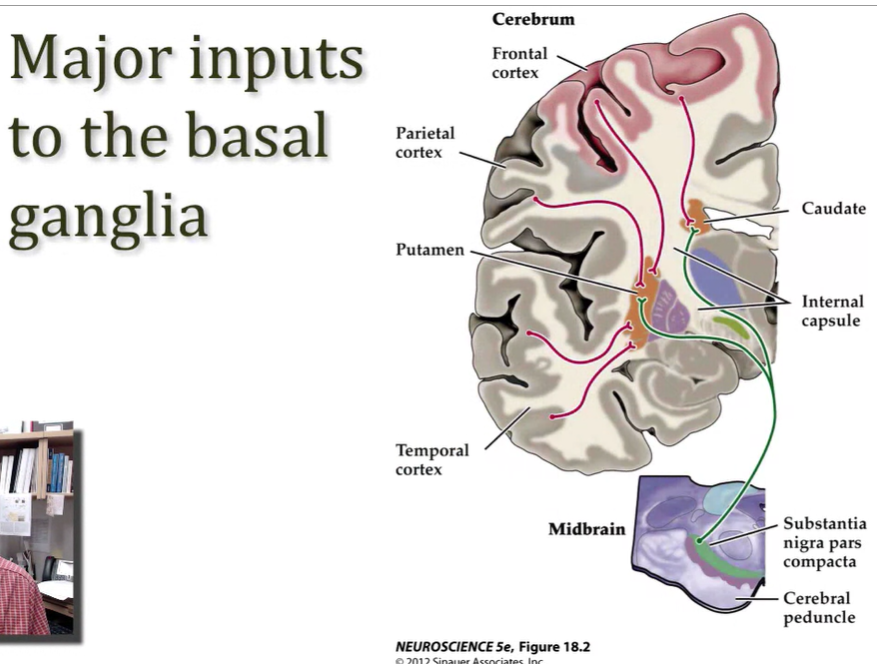 Major inputs
to the basal
ganglia
Cerebrum
Frontal
cortex
Parietal
cortex
Putamen
Caudate
Internal
capsule
Temporal
cortex
Midbrain
Substantia
nigra pars
compacta
Cerebral
peduncle
NEUROSCIENCE 5e, Figure 18.2
© 2012 Sinauer Associates, Inc.